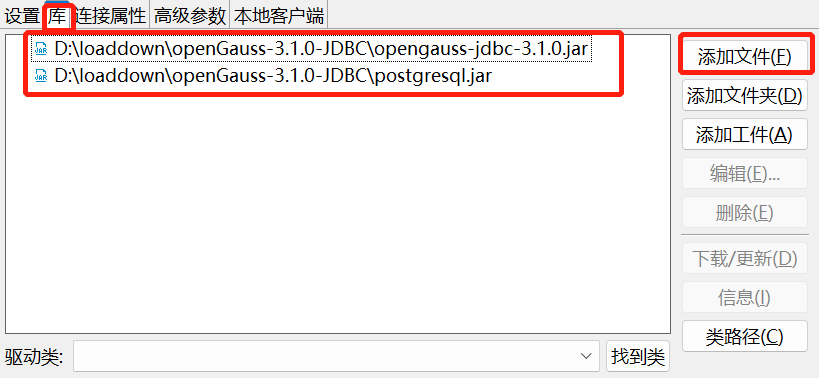 设置 库 连接属性 高级参数 本地客户端
D:\loaddown\openGauss-3.1.0-JDBC\opengauss-jdbc-3.1.0.jar
D:\loaddown\openGauss-3.1.0-JDBC\postgresql.jar
添加文件(F)
添加文件夹(D)
添加工件(A)
编辑(E)...
删除(E)
下载/更新(D)
信息(I)
类路径(C)
驱动类: 找到类